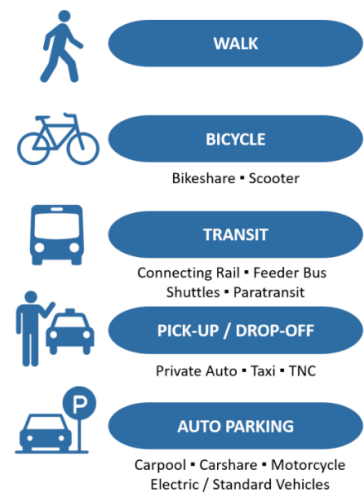 WALK
BICYCLE
Bikeshare ▪ Scooter
TRANSIT
Connecting Rail ▪ Feeder Bus
Shuttles ▪ Paratransit
PICK-UP / DROP-OFF
Private Auto ▪ Taxi ▪ TNC
P
AUTO PARKING
Carpool ▪ Carshare ▪ Motorcycle
Electric / Standard Vehicles